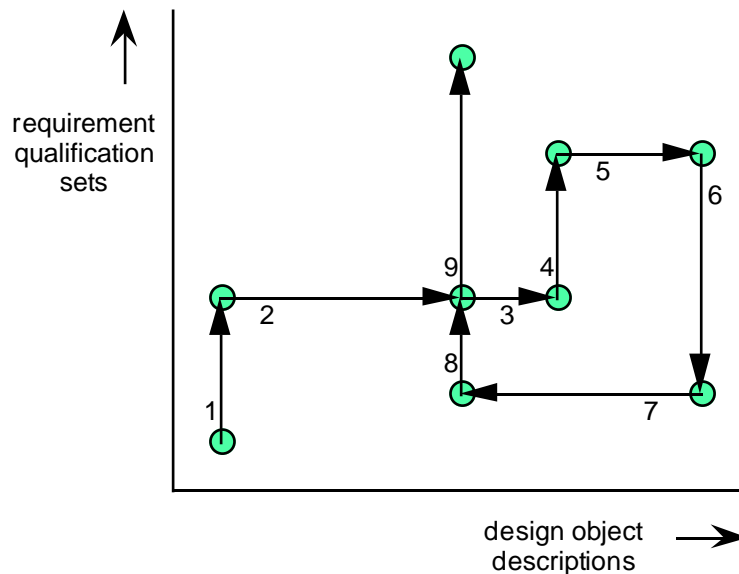 requirement
qualification
sets
5
6
9
4
2
3
8
1
7
design object
descriptions